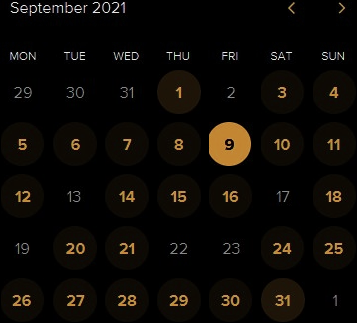 September 2021 < >
MON TUE WED THU FRI SAT SUN
29 30 31 1 2 3 4
5 6 7 8 9 10 11
12 13 14 15 16 17 18
19 20 21 22 23 24 25
26 27 28 29 30 31 1